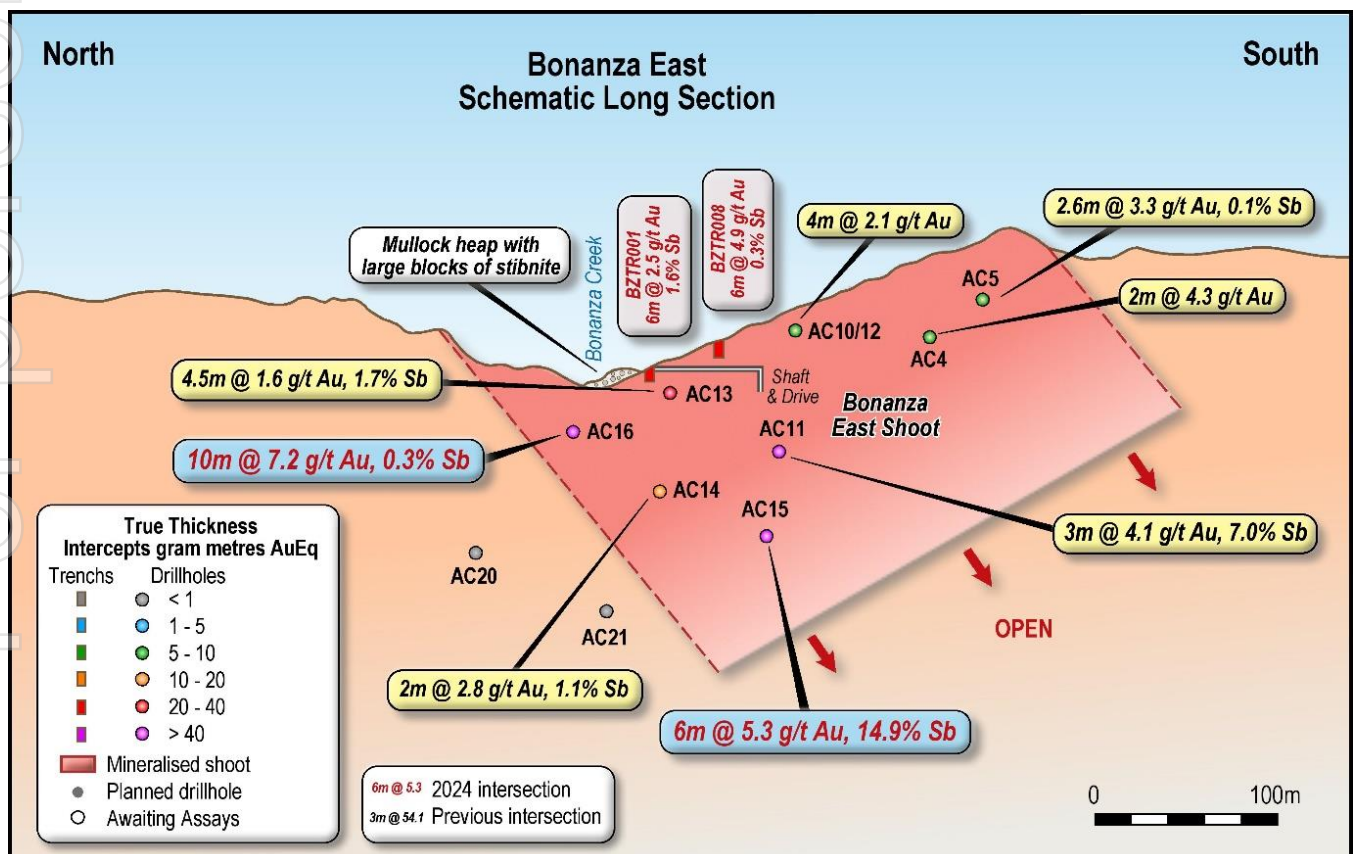 North
South
Bonanza East
Schematic Long Section
Mullock heap with
large blocks of stibnite
Bonanza Creek
BZTR001
6m @ 2.5 g/t Au
1.6% Sb
BZTR008
6m @ 4.9 g/t Au
0.3% Sb
4m @ 2.1 g/t Au
2.6m @ 3.3 g/t Au, 0.1% Sb
AC5
2m @ 4.3 g/t Au
AC10/12
AC4
4.5m @ 1.6 g/t Au, 1.7% Sb
AC13
Shaft
& Drive
Bonanza
East Shoot
AC16
AC11
10m @ 7.2 g/t Au, 0.3% Sb
AC14
AC15
3m @ 4.1 g/t Au, 7.0% Sb
AC20
AC21
OPEN
2m @ 2.8 g/t Au, 1.1% Sb
6m @ 5.3 g/t Au, 14.9% Sb
True Thickness
Intercepts gram metres AuEq
Trenchs Drillholes
< 1
1 - 5
5 - 10
10 - 20
20 - 40
> 40
Mineralised shoot
Planned drillhole
Awaiting Assays
6m @ 5.3 2024 intersection
3m @ 54.1 Previous intersection
0 100m